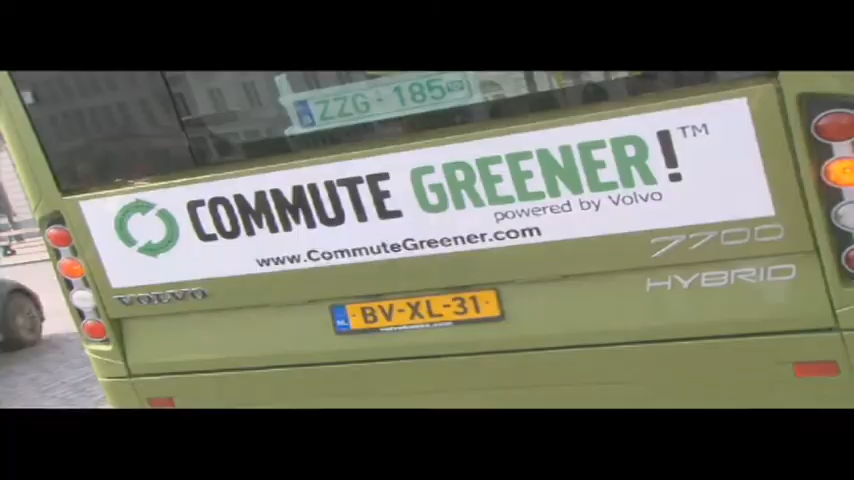 ZZG·185
COMMUTE GREENER!™
powered by Volvo
www.CommuteGreener.com
VOLVO
7700
HYBRID
NL BV-XL-31